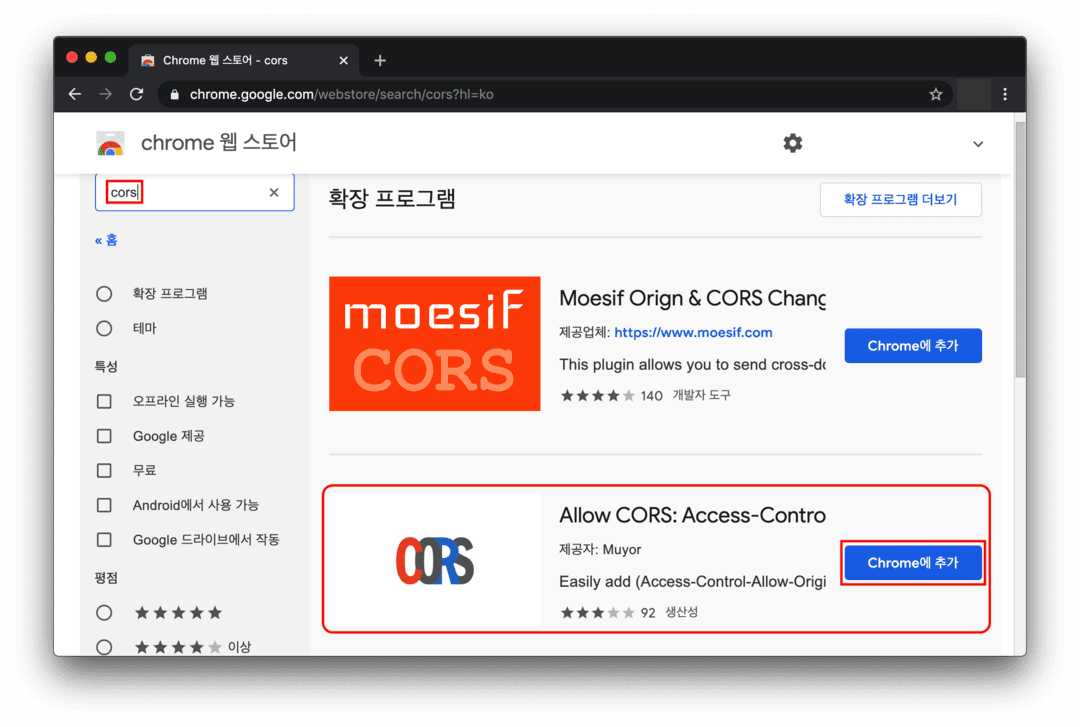 Chrome 웹 스토어 - cors
chrome.google.com/webstore/search/cors?hl=ko
chrome 웹 스토어
cors
« 홈
확장 프로그램
테마
특성
오프라인 실행 가능
Google 제공
무료
Android에서 사용 가능
Google 드라이브에서 작동
평점
이상
확장 프로그램
확장 프로그램 더보기
moesif
CORS
Moesif Orign & CORS Chang
제공업체: https://www.moesif.com
This plugin allows you to send cross-do
140 개발자 도구
Chrome에 추가
CORS
Allow CORS: Access-Contro
제공자: Muyor
Easily add (Access-Control-Allow-Origi
92 생산성
Chrome에 추가